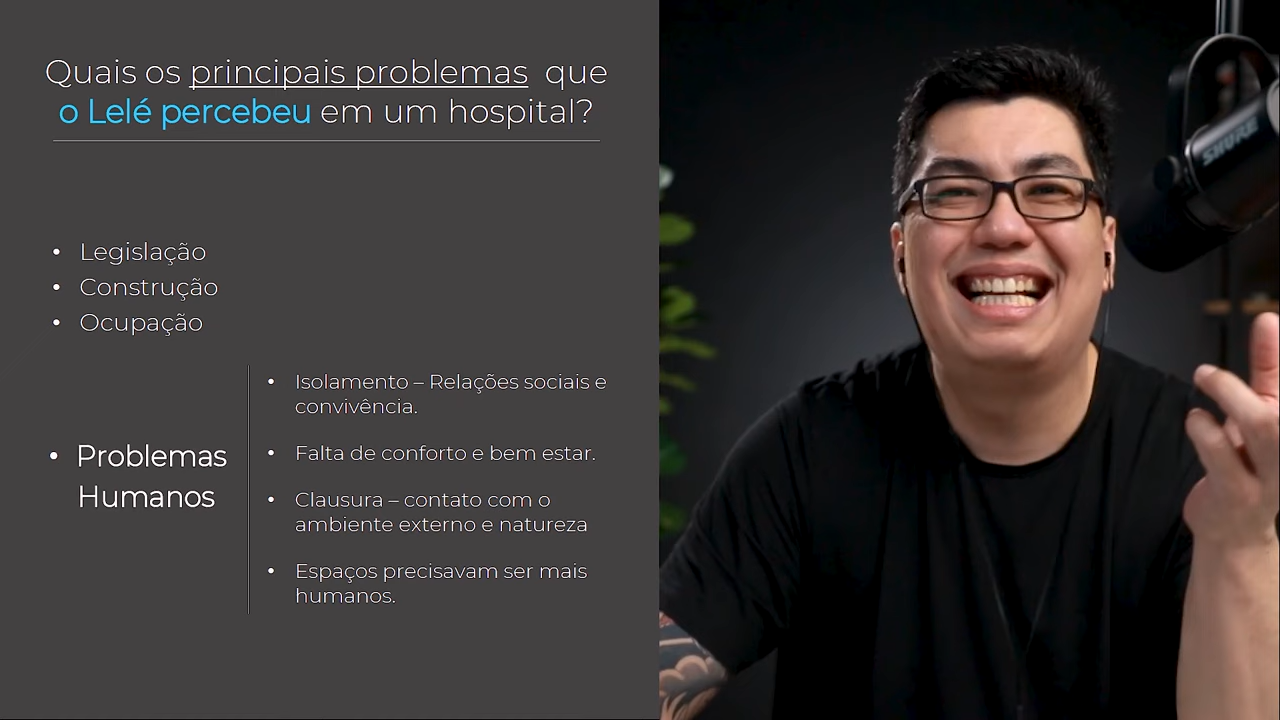 Quais os principais problemas que
o Lelé percebeu em um hospital?
• Legislação
• Construção
• Ocupação
• Problemas
Humanos
• Isolamento – Relações sociais e
convivência.
• Falta de conforto e bem estar.
• Clausura – contato com o
ambiente externo e natureza
• Espaços precisavam ser mais
humanos.
SHURE